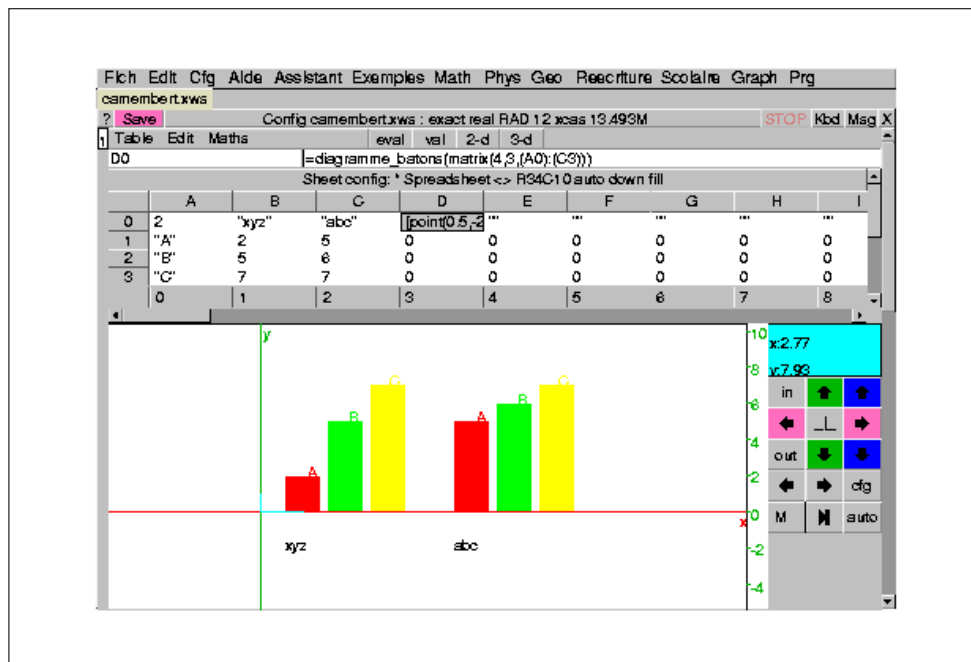 Fich Edit Cfg Aide Assistant Exemples Math Phys Geo Reecriture Scolaire Graph Prg
camembert.xws
? Save Config camembert.xws : exact real RAD 12 xcas 13.493M STOP Kbd Msg X
1 Table Edit Maths eval val 2-d 3-d
D0 =diagramme_batons(matrix(4,3,(A0):(C3)))
Sheet config: * Spreadsheet <> R34C10 auto down fill
A B C D E F G H I
0 2 "xyz" "abc" [point(0.5,-2 "" "" "" "" ""
1 "A" 2 5 0 0 0 0 0 0
2 "B" 5 6 0 0 0 0 0 0
3 "C" 7 7 0 0 0 0 0 0
0 1 2 3 4 5 6 7 8
y 10 x:2.77
8 y:7.93
C C in
B 6
A B A 4 _|_
out
A 2
cfg
0 M auto
x
xyz abc -2
-4